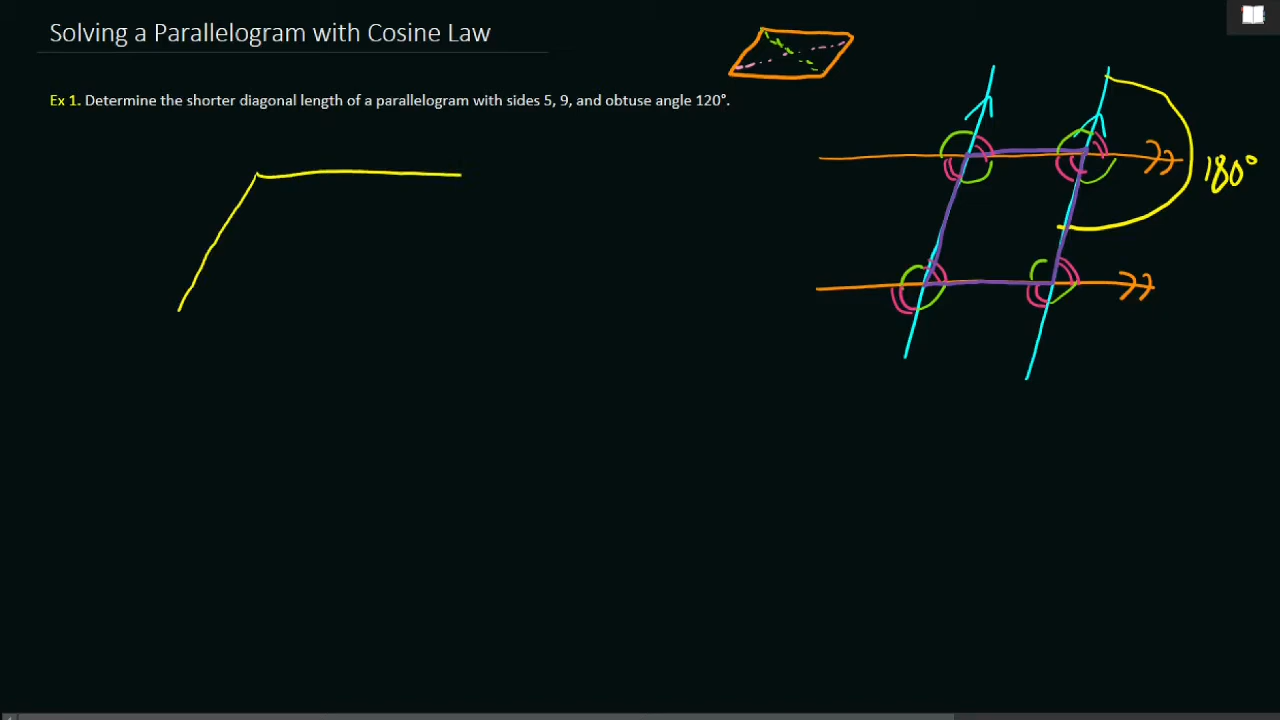 Solving a Parallelogram with Cosine Law
Ex 1. Determine the shorter diagonal length of a parallelogram with sides 5, 9, and obtuse angle 120°.
180°